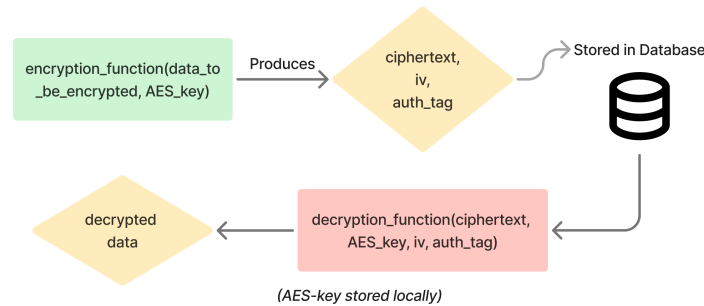 encryption_function(data_to
_be_encrypted, AES_key)
Produces
ciphertext,
iv,
auth_tag
Stored in Database
decrypted
data
decryption_function(ciphertext,
AES_key, iv, auth_tag)
(AES-key stored locally)